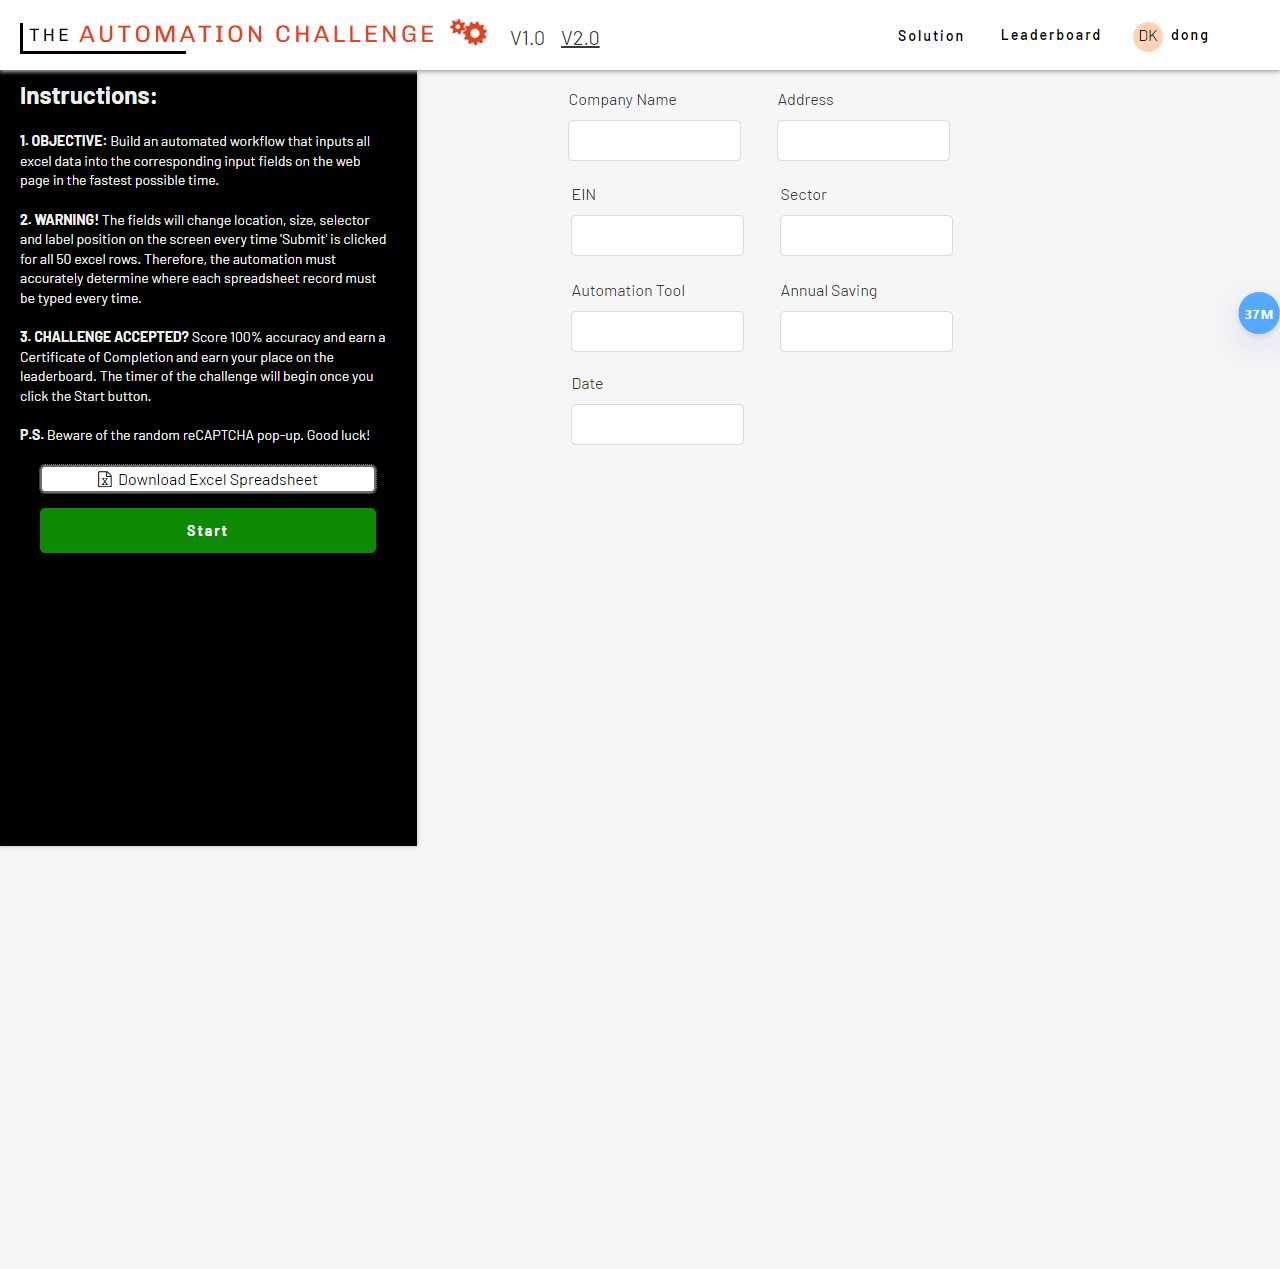 THE AUTOMATION CHALLENGE
V1.0 V2.0
Solution
Leaderboard
DK dong
Instructions:
1. OBJECTIVE: Build an automated workflow that inputs all
excel data into the corresponding input fields on the web
page in the fastest possible time.
2. WARNING! The fields will change location, size, selector
and label position on the screen every time 'Submit' is clicked
for all 50 excel rows. Therefore, the automation must
accurately determine where each spreadsheet record must
be typed every time.
3. CHALLENGE ACCEPTED? Score 100% accuracy and earn a
Certificate of Completion and earn your place on the
leaderboard. The timer of the challenge will begin once you
click the Start button.
P.S. Beware of the random reCAPTCHA pop-up. Good luck!
Download Excel Spreadsheet
Start
Company Name
Address
EIN
Sector
Automation Tool
Annual Saving
Date
37M